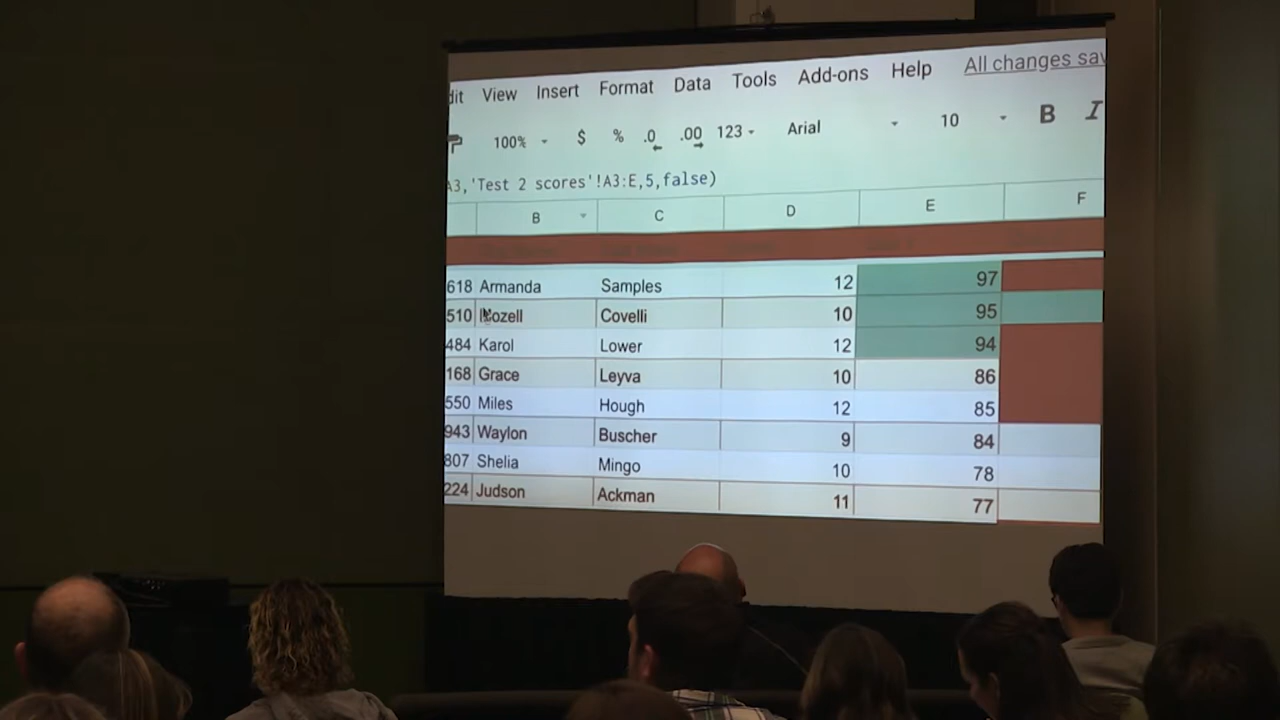 dit View Insert Format Data Tools Add-ons Help All changes sav
100% $ % .0 .00 123 Arial 10 B I
A3,'Test 2 scores'!A3:E,5,false)
B C D E F
618 Armanda Samples 12 97
510 Rozell Covelli 10 95
484 Karol Lower 12 94
168 Grace Leyva 10 86
550 Miles Hough 12 85
943 Waylon Buscher 9 84
807 Shelia Mingo 10 78
224 Judson Ackman 11 77